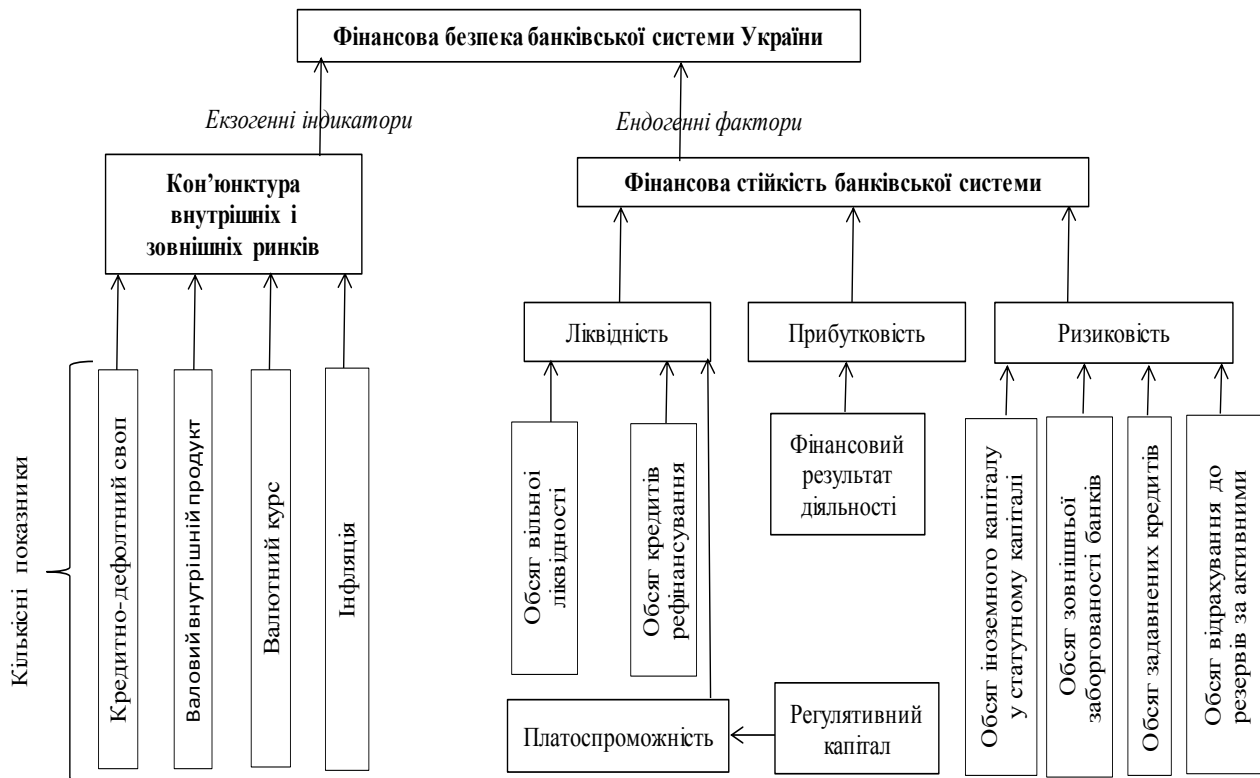 Фінансова безпека банківської системи України
Екзогенні індикатори
Ендогенні фактори
Кон’юнктура
внутрішніх і
зовнішніх ринків
Фінансова стійкість банківської системи
Ліквідність
Прибутковість
Ризиковість
Кількісні показники
Кредитно-дефолтний своп
Валовий внутрішній продукт
Валютний курс
Інфляція
Обсяг вільної
ліквідності
Обсяг кредитів
рефінансування
Фінансовий
результат
діяльності
Обсяг іноземного капіталу
у статутному капіталі
Обсяг зовнішньої
заборгованості банків
Обсяг задавнених кредитів
Обсяг відрахування до
резервів за активними
Платоспроможність
Регулятивний
капітал